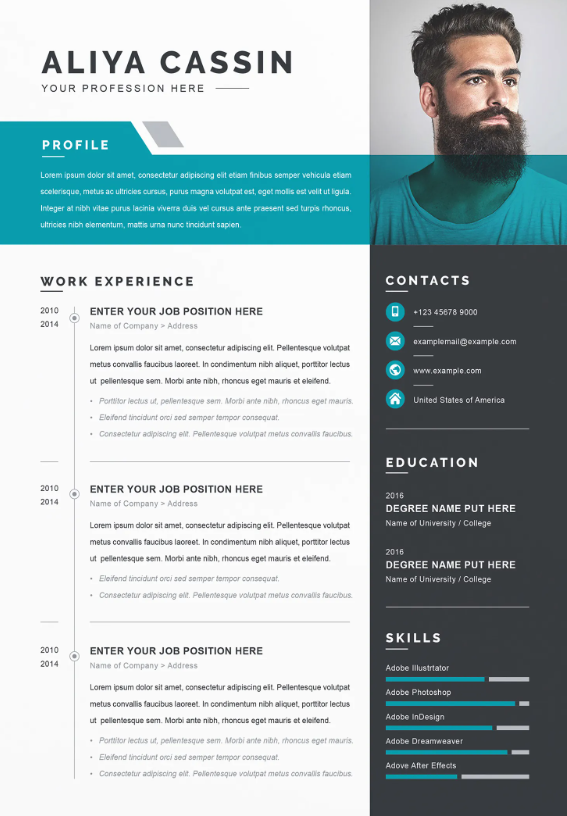 ALIYA CASSIN
YOUR PROFESSION HERE
PROFILE
Lorem ipsum dolor sit amet, consectetur adipiscing etiam finibus semper vehicula etiam
scelerisque, metus ac ultricies cursus, purus magna volutpat est, eget mollis est velit ut ligula.
Integer at nibh vitae purus lacinia viverra duis vel cursus ante praesent sed turpis rhoncus,
ultricies nibh elementum, mattis urna nunc tincidunt sapien.
WORK EXPERIENCE
2010
2014
ENTER YOUR JOB POSITION HERE
Name of Company > Address
Lorem ipsum dolor sit amet, consectetur adipiscing elit. Pellentesque volutpat
metus convallis faucibus laoreet. In condimentum nibh aliquet, porttitor lectus
ut pellentesque sem. Morbi ante nibh, rhoncus eget mauris et eleifend.
• Porttitor lectus ut, pellentesque sem. Morbi ante nibh, rhoncus eget mauris.
• Eleifend tincidunt orci sed semper tempor consequat.
• Consectetur adipiscing elit. Pellentesque volutpat metus convallis faucibus.
2010
2014
ENTER YOUR JOB POSITION HERE
Name of Company > Address
Lorem ipsum dolor sit amet, consectetur adipiscing elit. Pellentesque volutpat
metus convallis faucibus laoreet. In condimentum nibh aliquet, porttitor lectus
ut pellentesque sem. Morbi ante nibh, rhoncus eget mauris et eleifend.
• Eleifend tincidunt orci sed semper tempor consequat.
• Consectetur adipiscing elit. Pellentesque volutpat metus convallis faucibus.
2010
2014
ENTER YOUR JOB POSITION HERE
Name of Company > Address
Lorem ipsum dolor sit amet, consectetur adipiscing elit. Pellentesque volutpat
metus convallis faucibus laoreet. In condimentum nibh aliquet, porttitor lectus
ut pellentesque sem. Morbi ante nibh, rhoncus eget mauris et eleifend.
• Porttitor lectus ut, pellentesque sem. Morbi ante nibh, rhoncus eget mauris.
• Eleifend tincidunt orci sed semper tempor consequat.
• Consectetur adipiscing elit. Pellentesque volutpat metus convallis faucibus.
CONTACTS
+123 45678 9000
examplemail@example.com
www.example.com
United States of America
EDUCATION
2016
DEGREE NAME PUT HERE
Name of University / College
2016
DEGREE NAME PUT HERE
Name of University / College
SKILLS
Adobe Illustrtator
Adobe Photoshop
Adobe InDesign
Adobe Dreamweaver
Adove After Effects